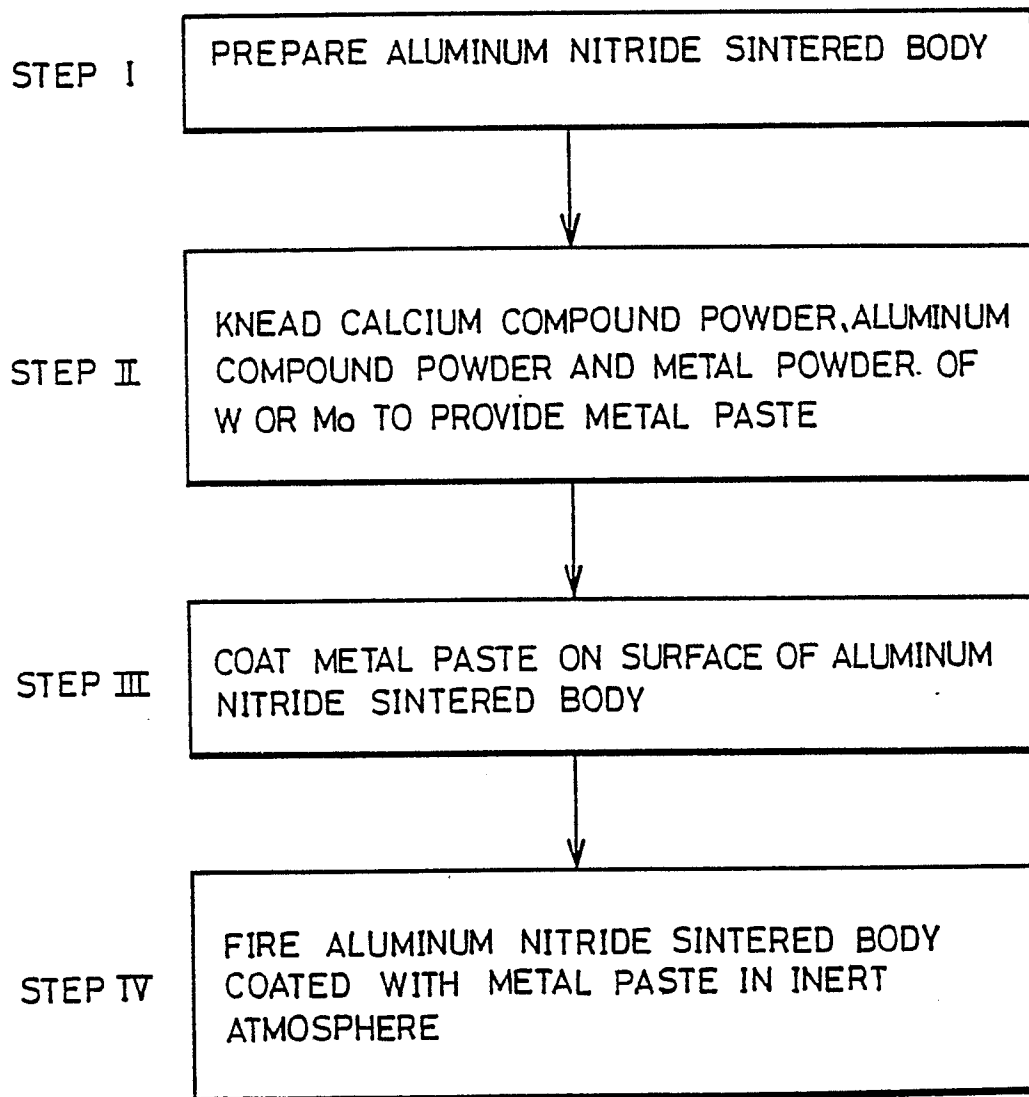 STEP I
PREPARE ALUMINUM NITRIDE SINTERED BODY
STEP II
KNEAD CALCIUM COMPOUND POWDER, ALUMINUM
COMPOUND POWDER AND METAL POWDER. OF
W OR Mo TO PROVIDE METAL PASTE
STEP III
COAT METAL PASTE ON SURFACE OF ALUMINUM
NITRIDE SINTERED BODY
STEP IV
FIRE ALUMINUM NITRIDE SINTERED BODY
COATED WITH METAL PASTE IN INERT
ATMOSPHERE